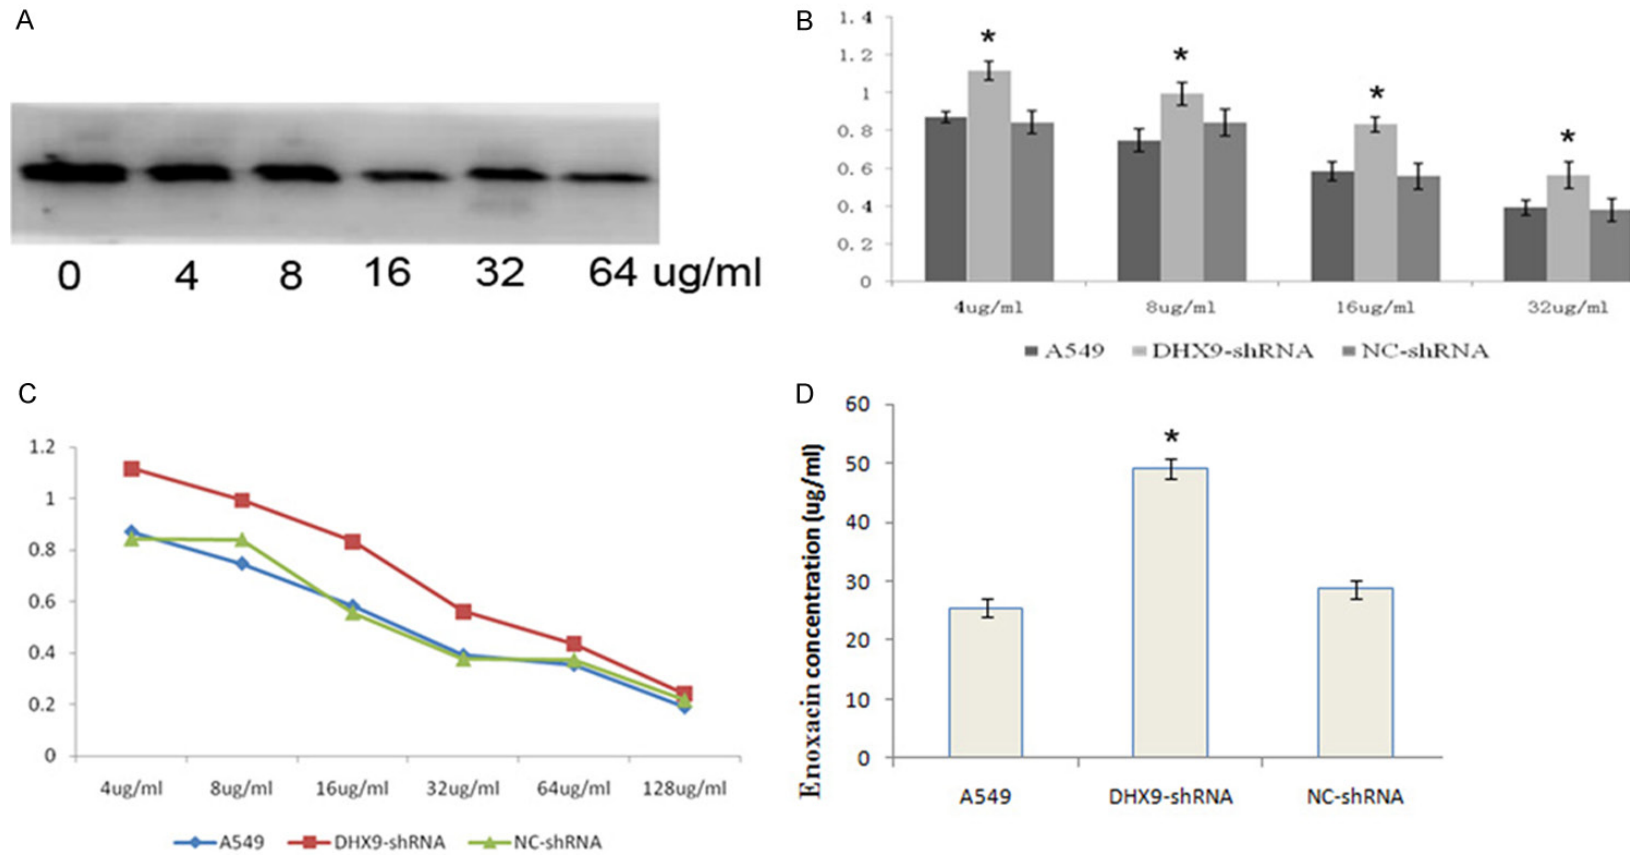 A
0 4 8 16 32 64 ug/ml
B
1.4
1.2
1
0.8
0.6
0.4
0.2
0
* * * *
4ug/ml 8ug/ml 16ug/ml 32ug/ml
A549 DHX9-shRNA NC-shRNA
C
1.2
1
0.8
0.6
0.4
0.2
0
4ug/ml 8ug/ml 16ug/ml 32ug/ml 64ug/ml 128ug/ml
A549 DHX9-shRNA NC-shRNA
D
Enoxacin concentration (ug/ml)
60
50
40
30
20
10
0
*
A549 DHX9-shRNA NC-shRNA